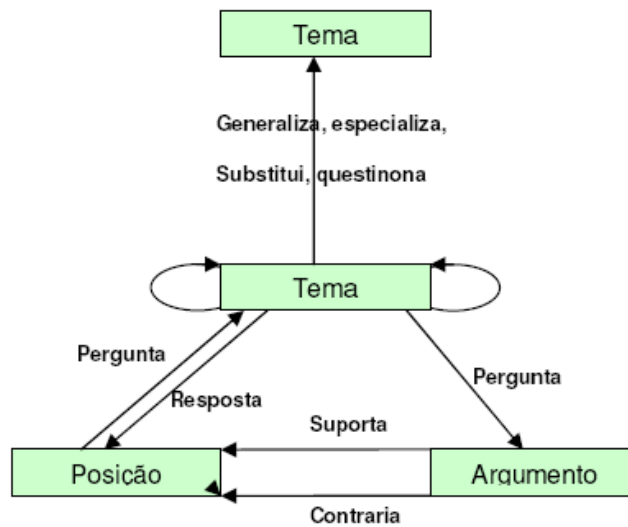 Tema
Generaliza, especializa,
Substitui, questinona
Tema
Pergunta
Resposta
Pergunta
Suporta
Posição
Argumento
Contraria